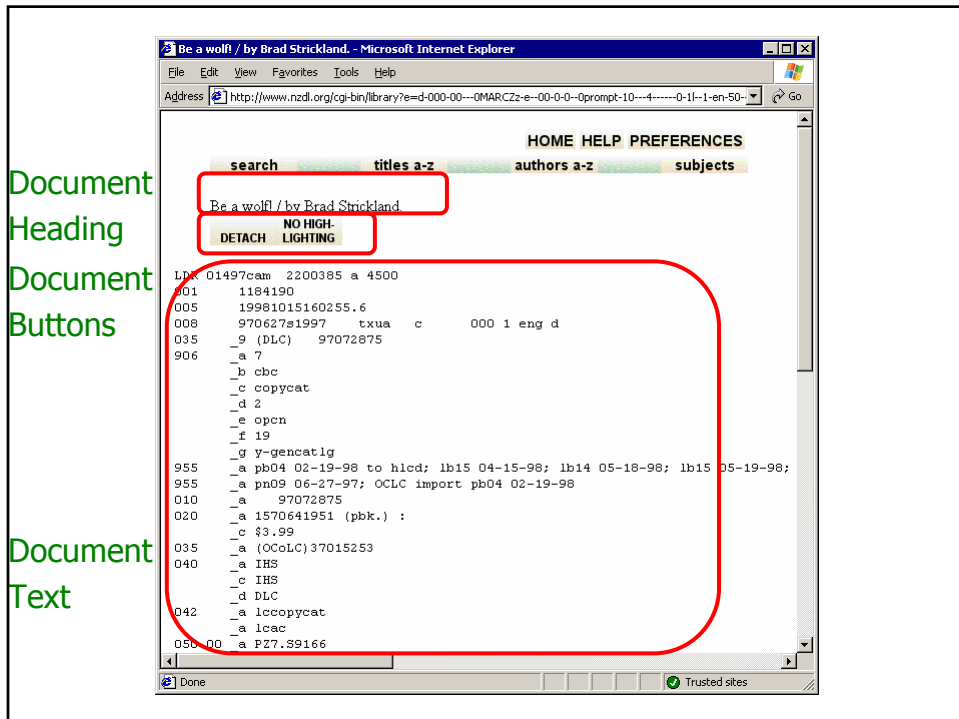 Be a wolf! / by Brad Strickland. - Microsoft Internet Explorer
File Edit View Favorites Tools Help
Address http://www.nzdl.org/cgi-bin/library?e=d-000-00---0MARCZz-e--00-0-0--0prompt-10---4------0-1l--1-en-50- Go
HOME HELP PREFERENCES
search titles a-z authors a-z subjects
Document Heading
Be a wolf! / by Brad Strickland.
Document Buttons
DETACH NO HIGH-LIGHTING
LDR 01497cam 2200385 a 4500
001 1184190
005 19981015160255.6
008 970627s1997 txua c 000 1 eng d
035 _9 (DLC) 97072875
906 _a 7
_b cbc
_c copycat
_d 2
_e opcn
_f 19
_g y-gencatlg
955 _a pb04 02-19-98 to hlcd; lb15 04-15-98; lb14 05-18-98; lb15 05-19-98;
955 _a pn09 06-27-97; OCLC import pb04 02-19-98
010 _a 97072875
020 _a 1570641951 (pbk.) :
_c $3.99
Document Text
035 _a (OCoLC)37015253
040 _a IHS
_c IHS
_d DLC
042 _a lccopycat
_a lcac
050 00 _a PZ7.S9166
Done Trusted sites